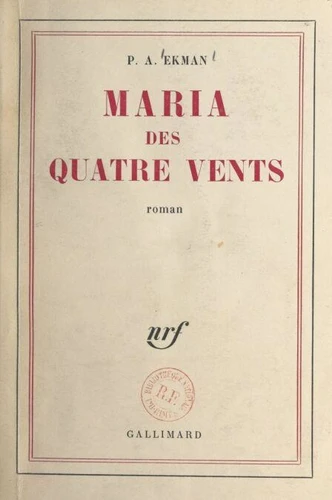 P. A. EKMAN
MARIA
DES
QUATRE VENTS
roman
nrf
R.F.
GALLIMARD